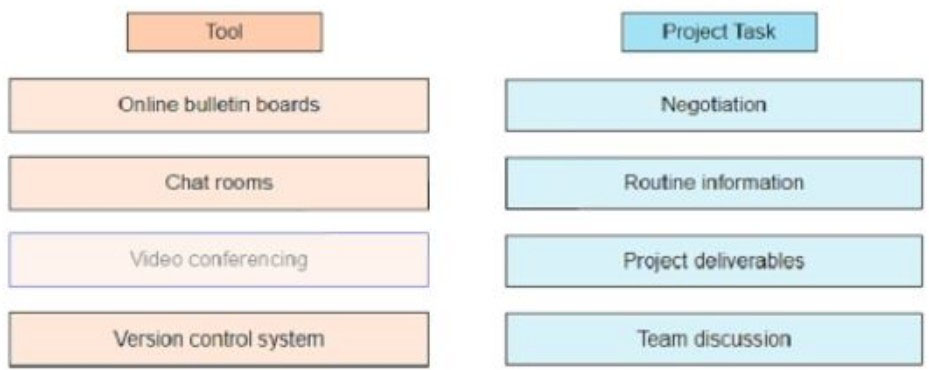 Tool
Project Task
Online bulletin boards
Negotiation
Chat rooms
Routine information
Video conferencing
Project deliverables
Version control system
Team discussion